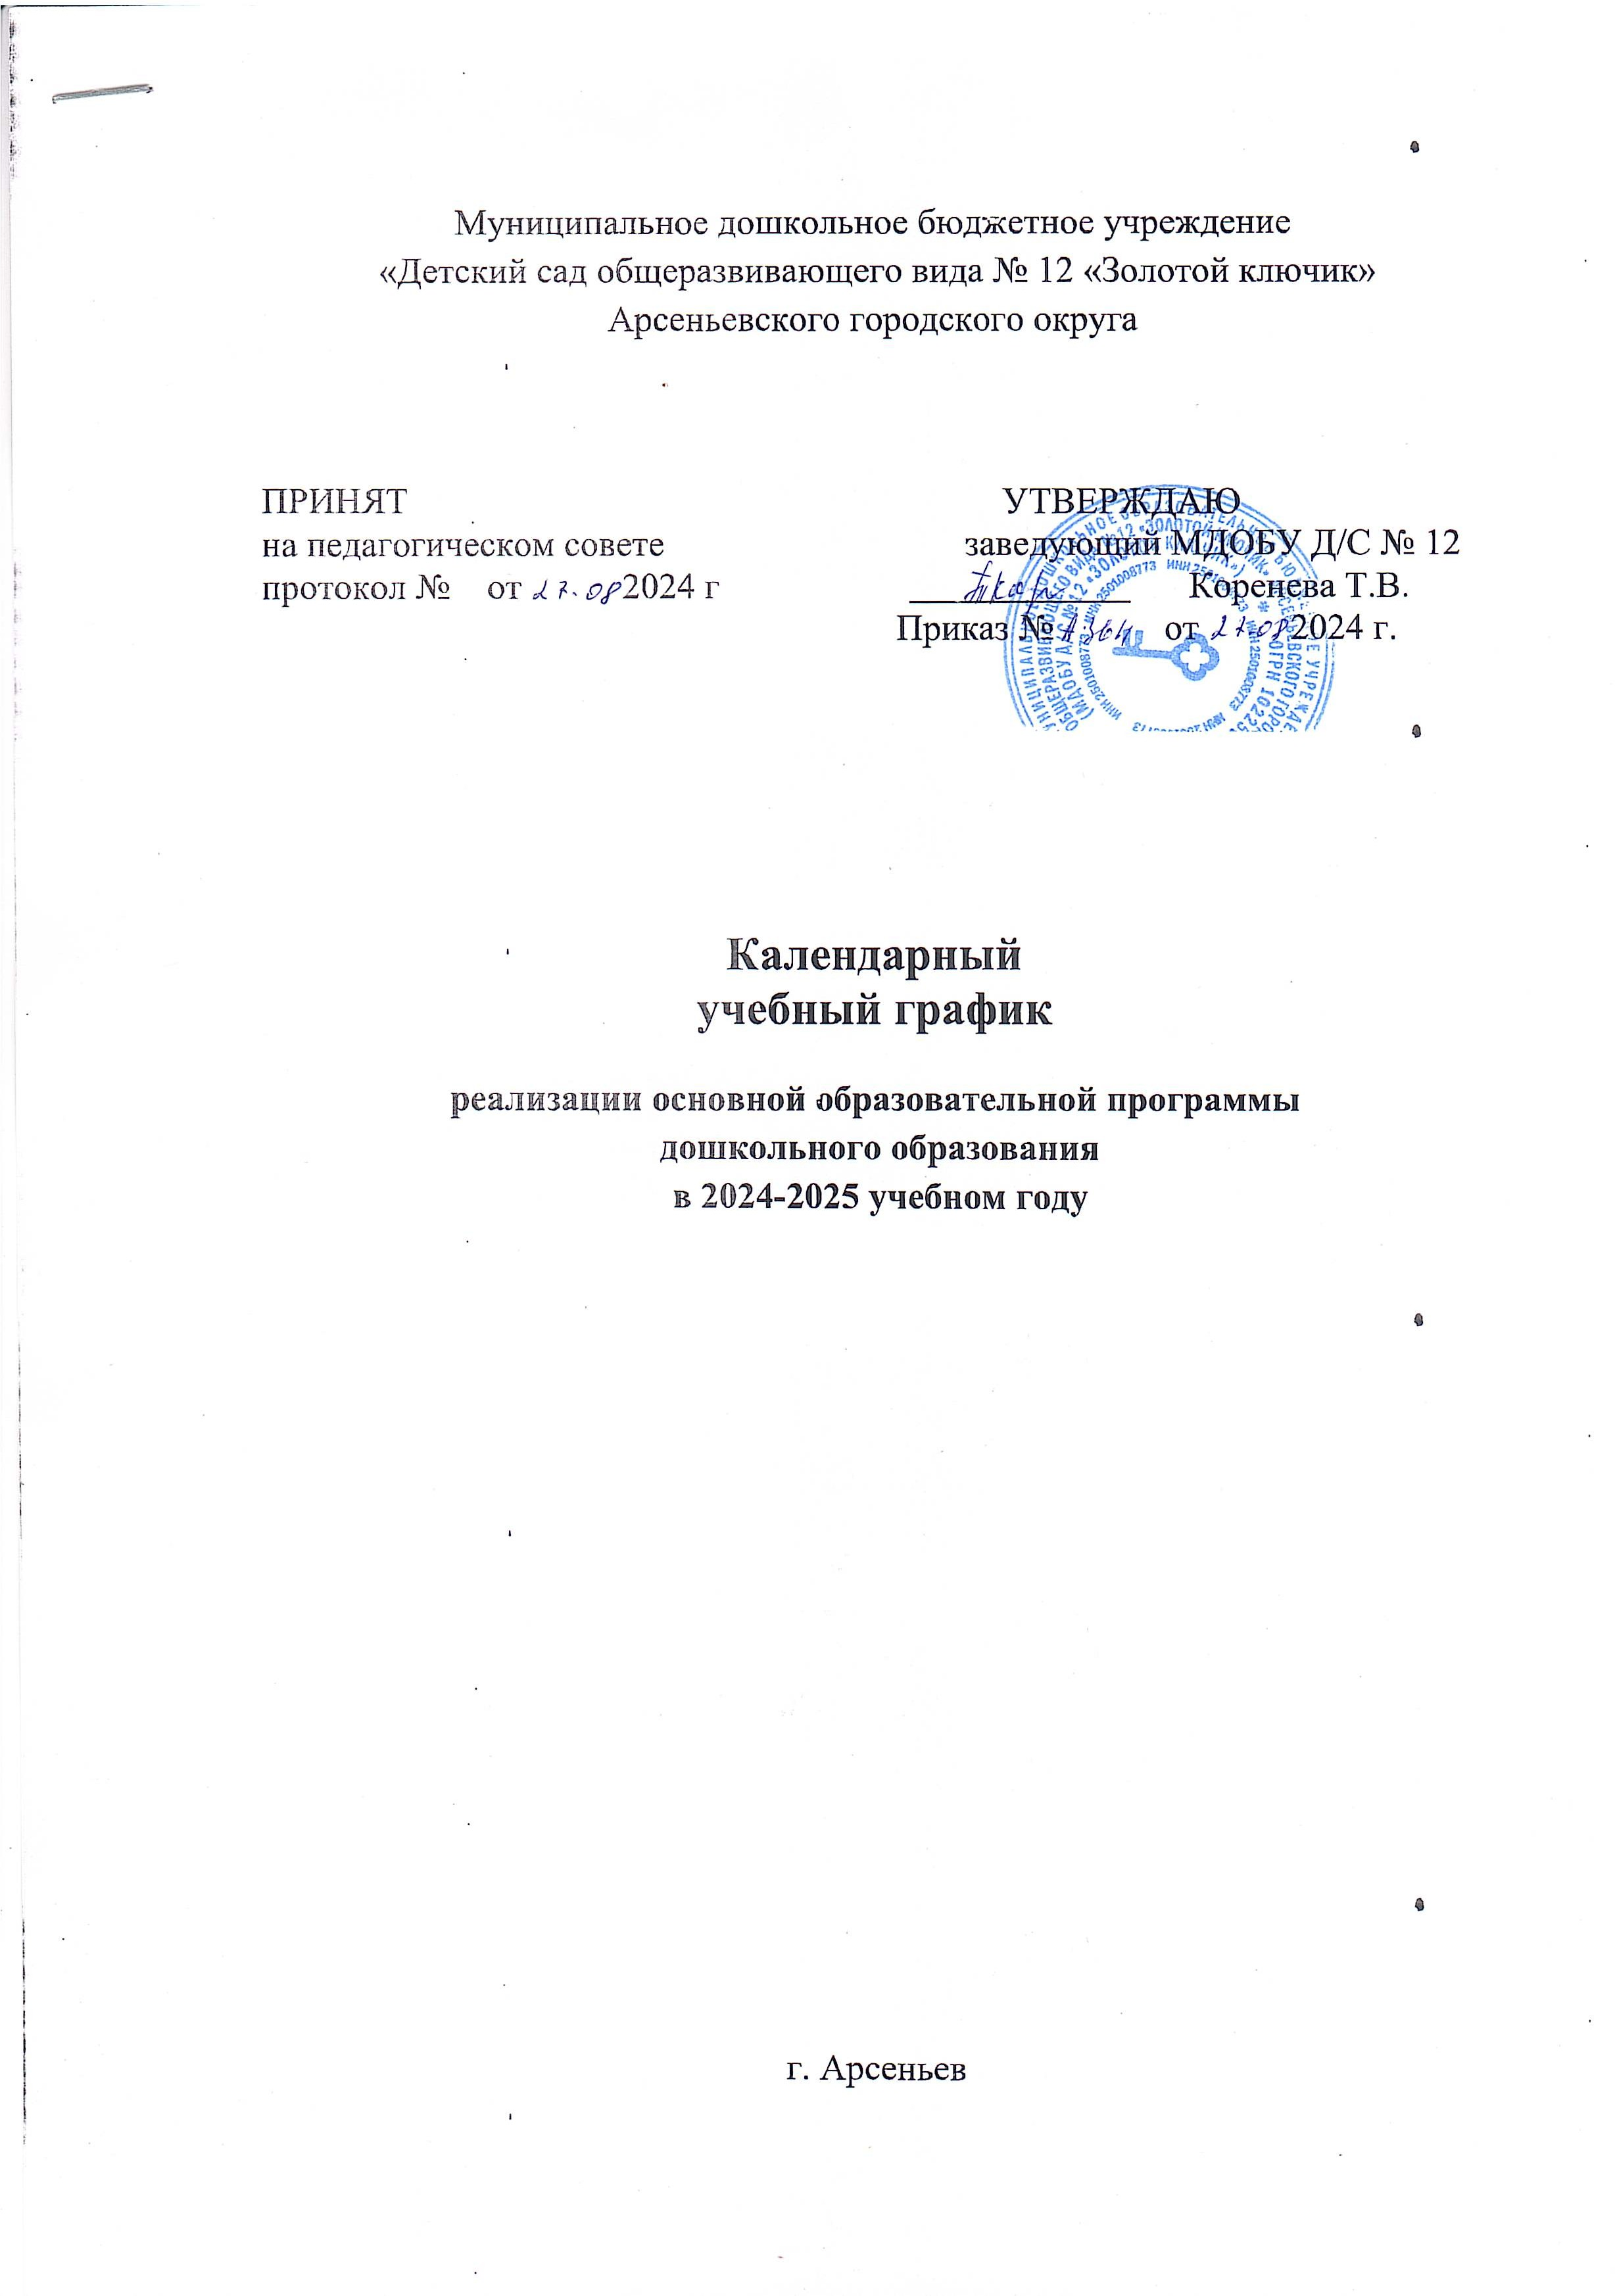 Муниципальное дошкольное бюджетное учреждение
«Детский сад общеразвивающего вида № 12 «Золотой ключик»
Арсеньевского городского округа
ПРИНЯТ
на педагогическом совете
протокол № от 27.08 2024 г
УТВЕРЖДАЮ
заведующий МДОБУ Д/С № 12
Коренева Т.В.
Приказ № от 27.08 2024 г.
ИНН 2501008773
Календарный
учебный график
реализации основной образовательной программы
дошкольного образования
в 2024-2025 учебном году
г. Арсеньев